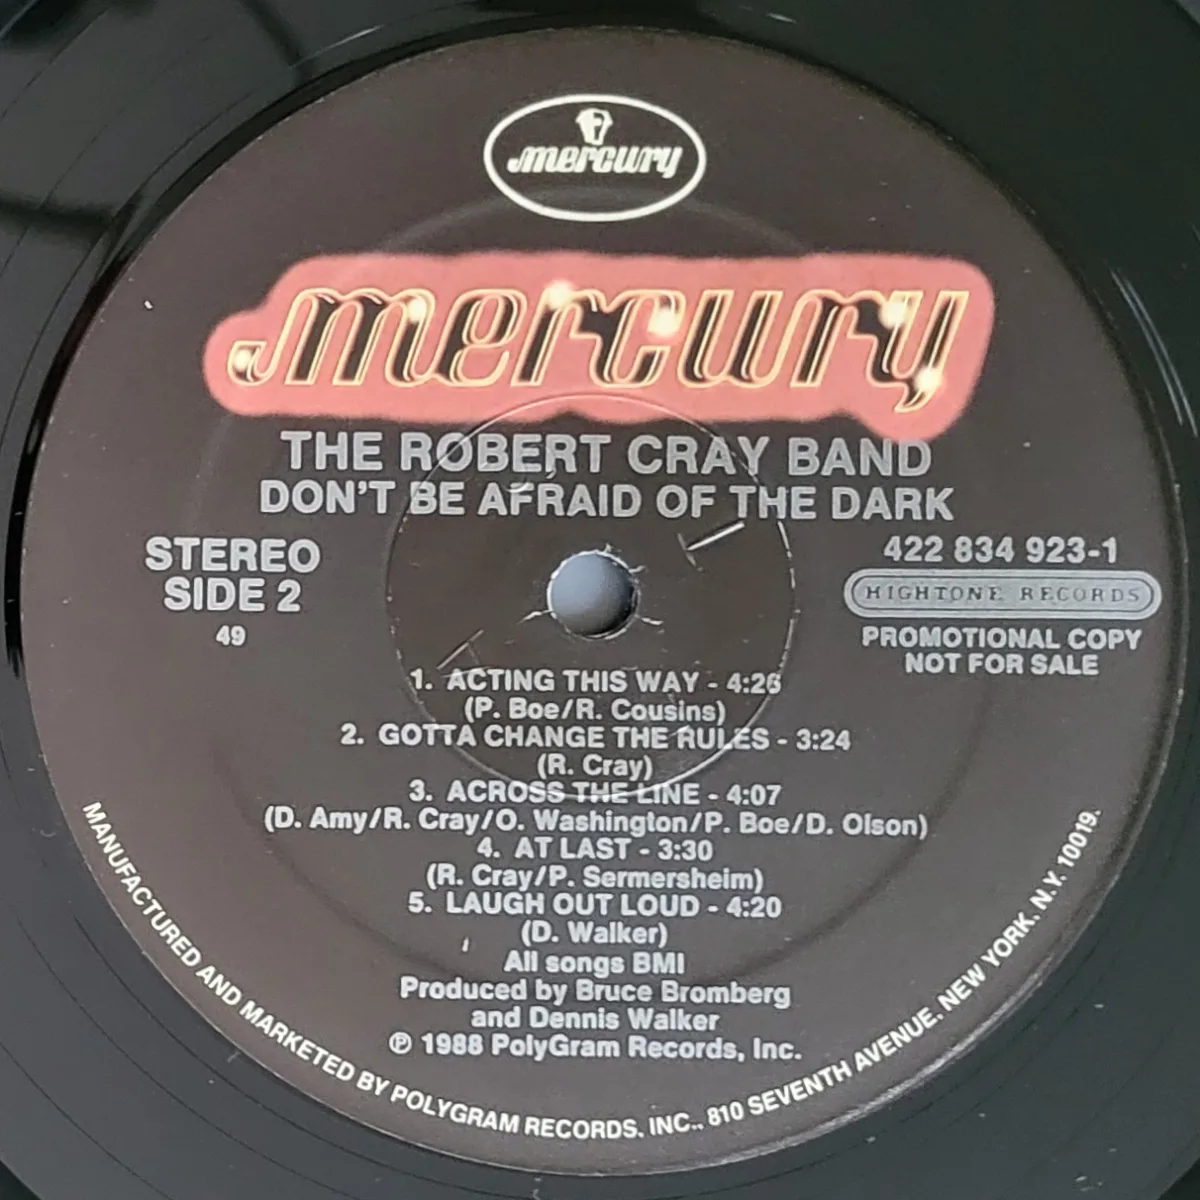 mercury
mercury
THE ROBERT CRAY BAND
DON'T BE AFRAID OF THE DARK
STEREO
SIDE 2
49
422 834 923-1
HIGHTONE RECORDS
PROMOTIONAL COPY
NOT FOR SALE
1. ACTING THIS WAY - 4:26
(P. Boe/R. Cousins)
2. GOTTA CHANGE THE RULES - 3:24
(R. Cray)
3. ACROSS THE LINE - 4:07
(D. Amy/R. Cray/O. Washington/P. Boe/D. Olson)
4. AT LAST - 3:30
(R. Cray/P. Sermersheim)
5. LAUGH OUT LOUD - 4:20
(D. Walker)
All songs BMI
Produced by Bruce Bromberg
and Dennis Walker
℗ 1988 PolyGram Records, Inc.
MANUFACTURED AND MARKETED BY POLYGRAM RECORDS. INC.. 810 SEVENTH AVENUE. NEW YORK. N.Y. 10019.